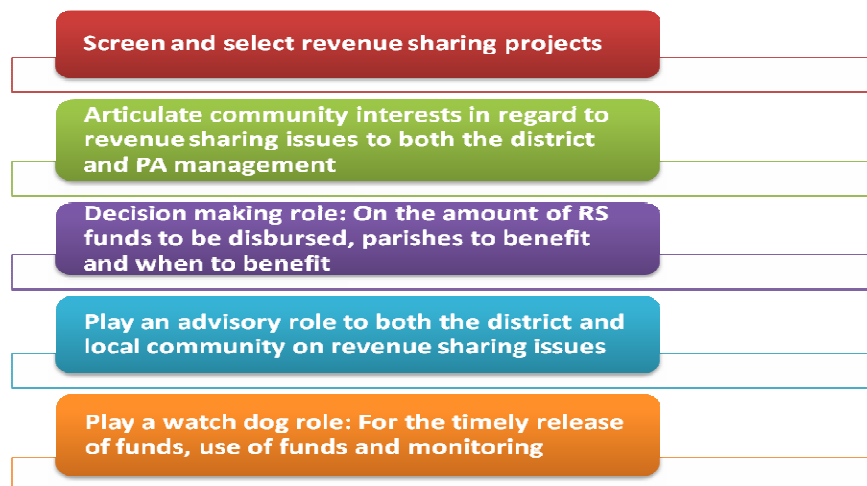 Screen and select revenue sharing projects
Articulate community interests in regard to
revenue sharing issues to both the district
and PA management
Decision making role: On the amount of RS
funds to be disbursed, parishes to benefit
and when to benefit
Play an advisory role to both the district and
local community on revenue sharing issues
Play a watch dog role: For the timely release
of funds, use of funds and monitoring